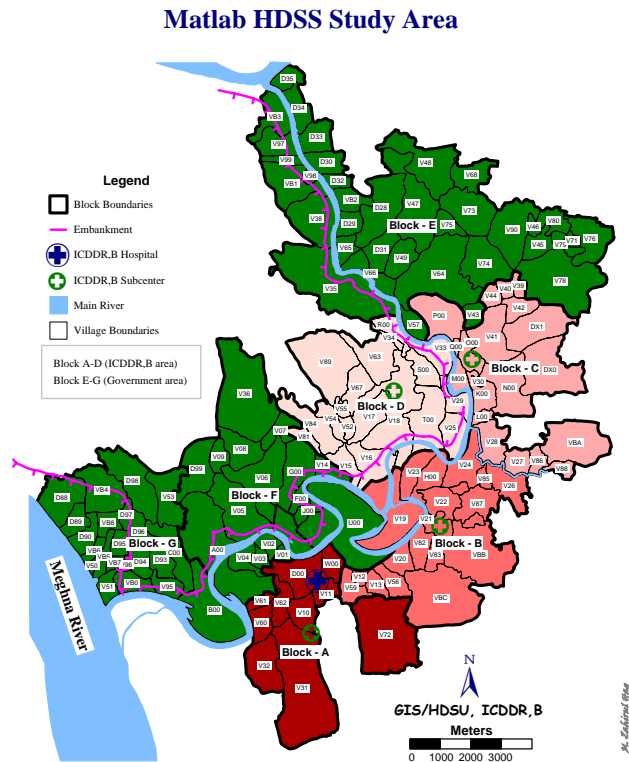 Matlab HDSS Study Area
D35
D34
VB3
D33
V97
V99
D30
V98
D32
VB1
VB2
V48
V68
D28
V47
V73
V38
D29
V75
Block - E
V90
V46
V80
V45
V71
V76
V65
D31
V49
V66
V64
V74
V78
V35
V44
V40
V39
V42
P00
V43
R00
V57
DX1
V34
V33
Q00
O00
V41
V89
V63
S00
Block - C
DX0
M00
V30
N00
V67
K00
V36
Block - D
V29
V55
V17
L00
V54
V18
T00
V84
V52
V25
V07
V81
V28
VBA
V08
V09
V16
V24
V27
V86
V14
V15
V88
D99
G00
V23
H00
V06
V85
V26
D98
VB4
V53
Block - F
F00
V22
V87
D88
V05
J00
D97
U00
V19
V21
D89
VB8
D96
Block - B
D90
D95
Block - G
V02
V82
C00
A00
V04
V03
V01
V83
VBB
V20
V50
VB7
D94
D93
W00
D00
V12
V51
VB0
V95
V11
V59
V13
V56
B00
V61
V62
V10
VBC
V60
V72
Block - A
V32
V31
Meghna River
Legend
Block Boundaries
Embankment
ICDDR,B Hospital
ICDDR,B Subcenter
Main River
Village Boundaries
Block A-D (ICDDR,B area)
Block E-G (Government area)
N
GIS/HDSU, ICDDR,B
Meters
0 1000 2000 3000